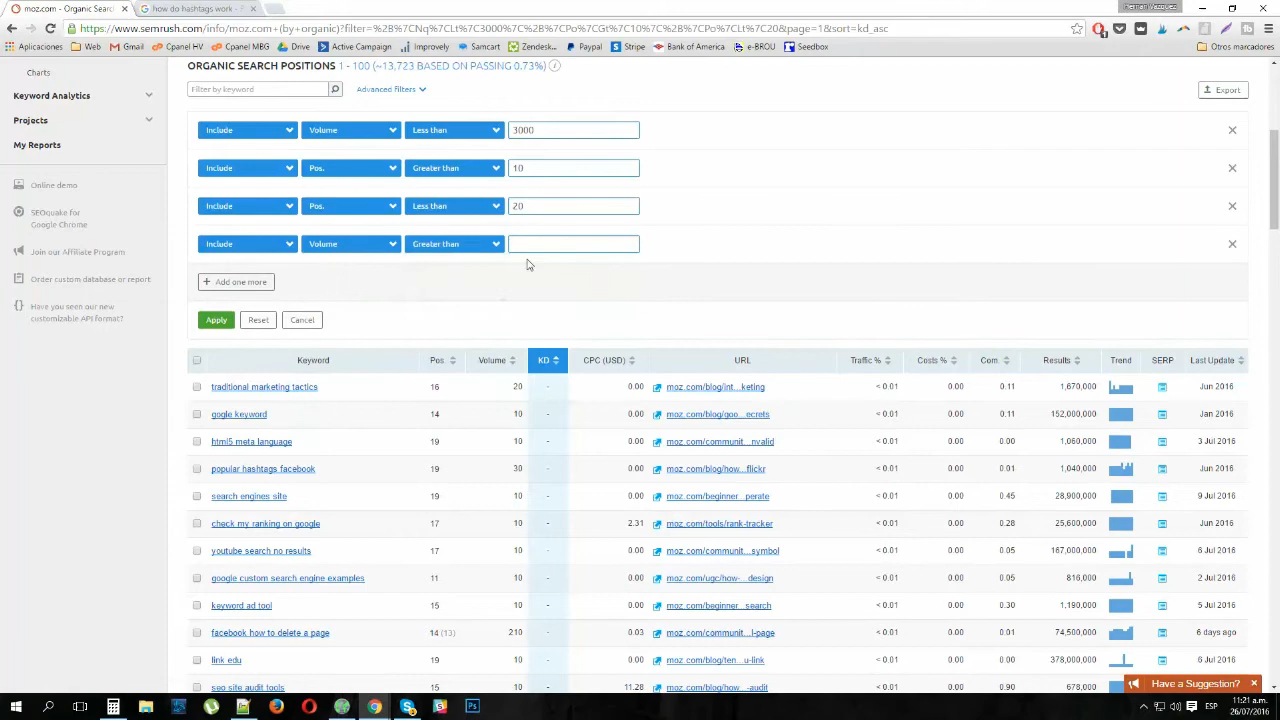 moz.com - Organic Searc ×
how do hashtags work - ×
Hernan Vazquez
https://www.semrush.com/info/moz.com+(by+organic)?filter=%2B%7CNq%7CLt%7C3000%7C%2B%7CPo%7CGt%7C10%7C%2B%7CPo%7CLt%7C20&page=1&sort=kd_asc
Aplicaciones Fb Gmail Cpanel HV Cpanel MBG Drive Active Campaign Improvely Samcart Zendesk... Paypal Stripe Bank of America e-BROU Seedbox Otros marcadores
Charts
Keyword Analytics
Projects
My Reports
Online demo
SEOquake for
Google Chrome
Join our Affiliate Program
Order custom database or report
Have you seen our new
customizable API format?
ORGANIC SEARCH POSITIONS 1 - 100 (~13,723 BASED ON PASSING 0.73%) i
Filter by keyword Advanced filters Export
Include Volume Less than 3000 ×
Include Pos. Greater than 10 ×
Include Pos. Less than 20 ×
Include Volume Greater than ×
+ Add one more
Apply Reset Cancel
Keyword Pos. Volume KD CPC (USD) URL Traffic % Costs % Com. Results Trend SERP Last Update
traditional marketing tactics 16 20 - 0.00 moz.com/blog/int...keting < 0.01 0.00 0.11 1,670,000 Jun 2016
gogle keyword 14 10 - 0.00 moz.com/blog/goo...ecrets < 0.01 0.00 0.11 152,000,000 Jan 2016
html5 meta language 19 10 - 0.00 moz.com/communit...nvalid < 0.01 0.00 0.00 1,060,000 3 Jul 2016
popular hashtags facebook 19 30 - 0.00 moz.com/blog/how...flickr < 0.01 0.00 0.01 1,040,000 Jun 2016
search engines site 19 10 - 0.00 moz.com/beginner...perate < 0.01 0.00 0.45 28,900,000 9 Jul 2016
check my ranking on google 17 10 - 2.31 moz.com/tools/rank-tracker < 0.01 0.00 0.28 25,600,000 Jun 2016
youtube search no results 17 10 - 0.00 moz.com/communit...symbol < 0.01 0.00 0.05 167,000,000 6 Jul 2016
google custom search engine examples 11 10 - 0.00 moz.com/ugc/how-...design < 0.01 0.00 0.05 816,000 2 Jul 2016
keyword ad tool 15 10 - 0.00 moz.com/beginner...search < 0.01 0.00 0.30 1,190,000 5 Jul 2016
facebook how to delete a page 14 (13) 210 - 0.03 moz.com/communit...l-page < 0.01 0.00 0.01 74,500,000 6 days ago
link edu 19 10 - 0.00 moz.com/blog/ten...u-link < 0.01 0.00 0.00 378,000,000 6 Jul 2016
seo site audit tools 15 10 - 11.28 moz.com/blog/how...-audit < 0.01 0.00 0.90 678,000
Have a Suggestion? ×
ESP 11:21 a.m.
26/07/2016